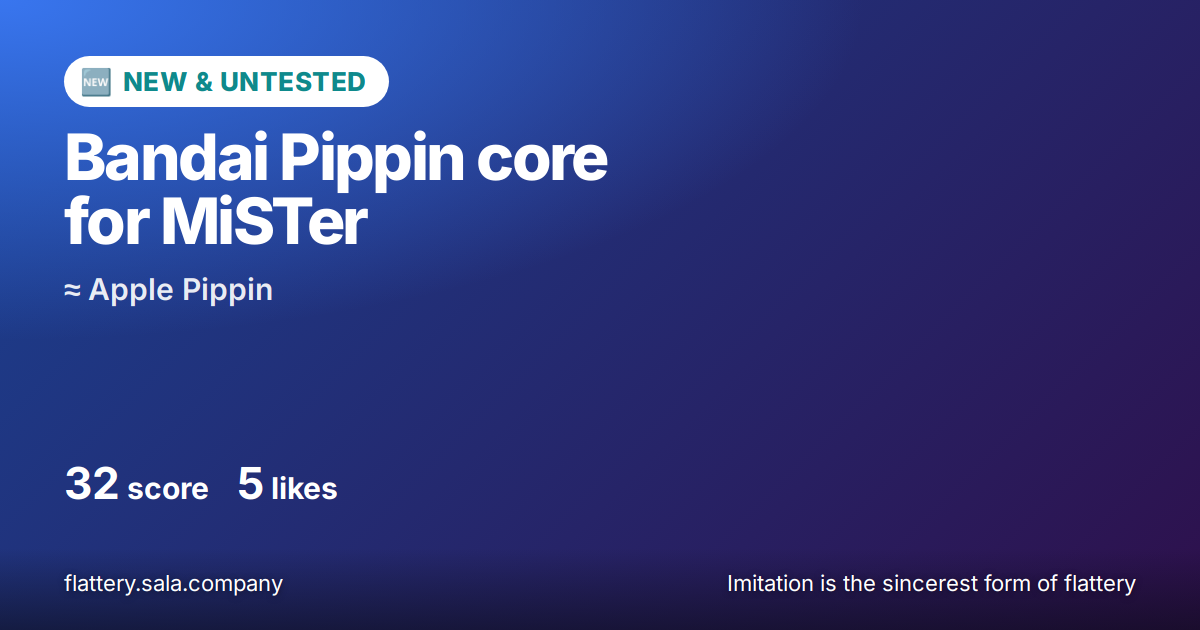 🆕 NEW & UNTESTED
Bandai Pippin core
for MiSTer
≈ Apple Pippin
32 score 5 likes
flattery.sala.company
Imitation is the sincerest form of flattery